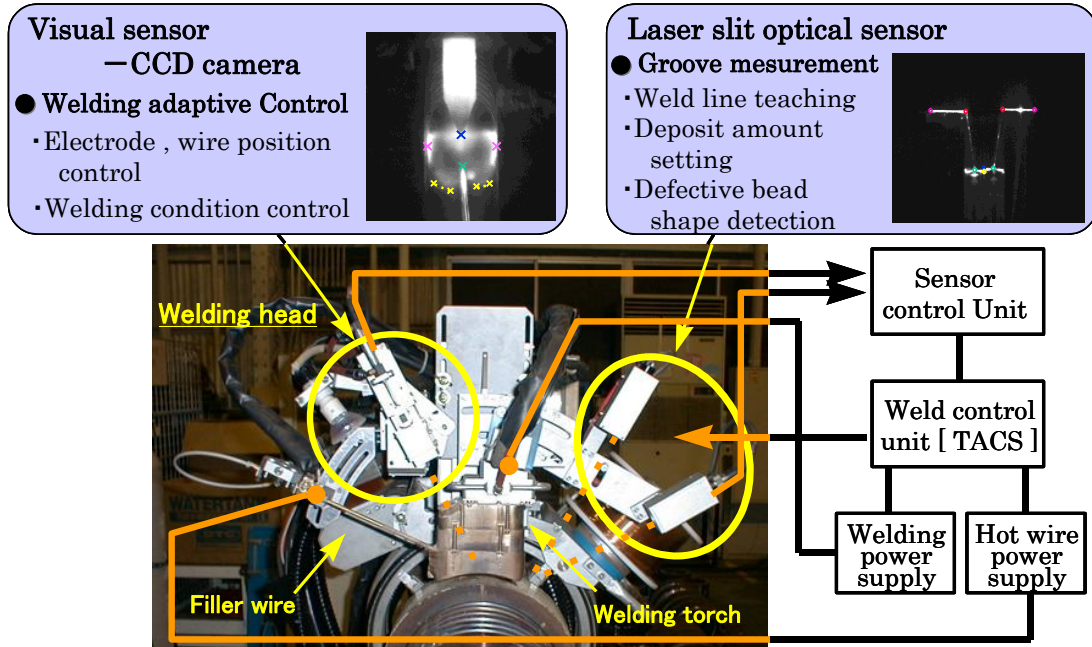 Visual sensor
－CCD camera
● Welding adaptive Control
・Electrode , wire position
control
・Welding condition control
Laser slit optical sensor
● Groove mesurement
・Weld line teaching
・Deposit amount
setting
・Defective bead
shape detection
Welding head
WATERTANK
Filler wire
Welding torch
Sensor
control Unit
Weld control
unit [ TACS ]
Welding
power
supply
Hot wire
power
supply